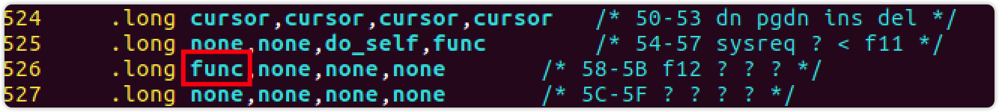 524 .long cursor,cursor,cursor,cursor /* 50-53 dn pgdn ins del */
525 .long none,none,do_self,func /* 54-57 sysreq ? < f11 */
526 .long func,none,none,none /* 58-5B f12 ? ? ? */
527 .long none,none,none,none /* 5C-5F ? ? ? ? */